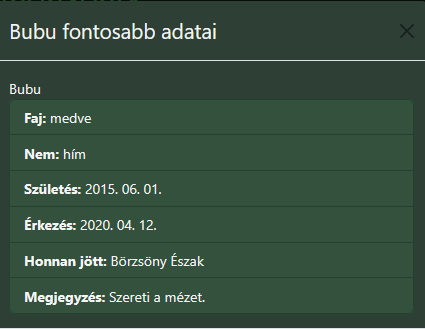 Bubu fontosabb adatai
Bubu
Faj: medve
Nem: hím
Születés: 2015. 06. 01.
Érkezés: 2020. 04. 12.
Honnan jött: Börzsöny Észak
Megjegyzés: Szereti a mézet.